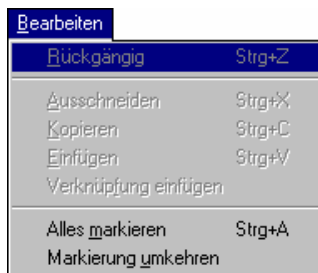 Bearbeiten
Rückgängig Strg+Z
Ausschneiden Strg+X
Kopieren Strg+C
Einfügen Strg+V
Verknüpfung einfügen
Alles markieren Strg+A
Markierung umkehren